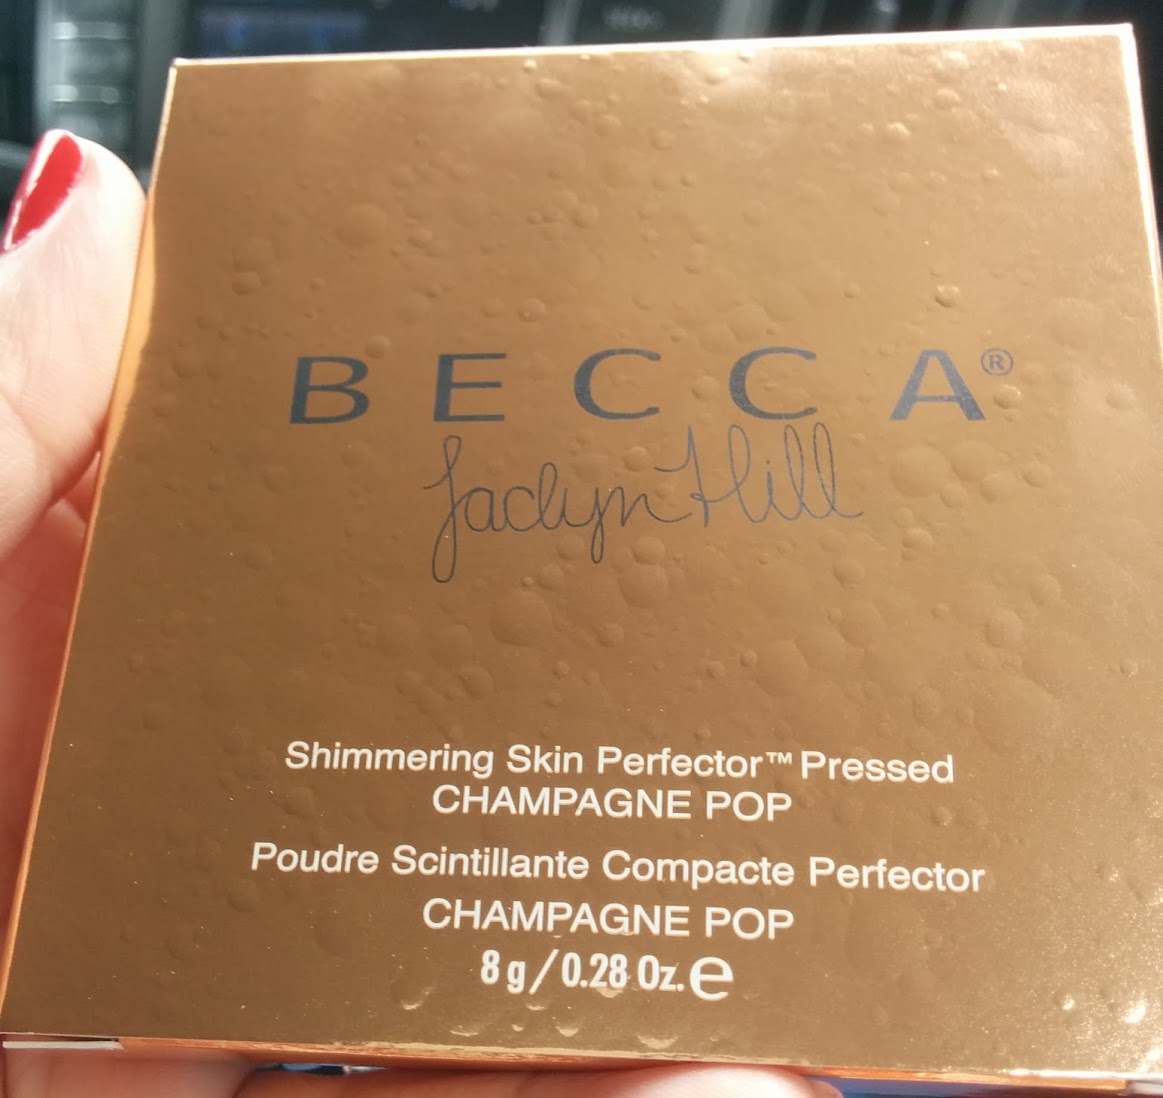 BECCA®
Jaclyn Hill
Shimmering Skin Perfector™ Pressed
CHAMPAGNE POP
Poudre Scintillante Compacte Perfector
CHAMPAGNE POP
8 g/0.28 Oz. ℮